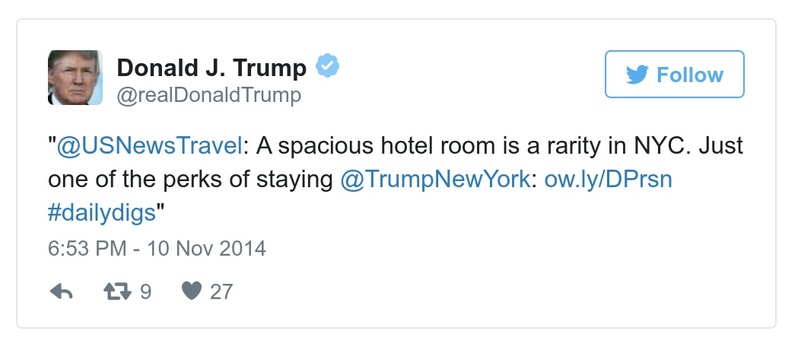 Donald J. Trump
@realDonaldTrump
Follow
"@USNewsTravel: A spacious hotel room is a rarity in NYC. Just
one of the perks of staying @TrumpNewYork: ow.ly/DPrsn
#dailydigs"
6:53 PM - 10 Nov 2014
9 27